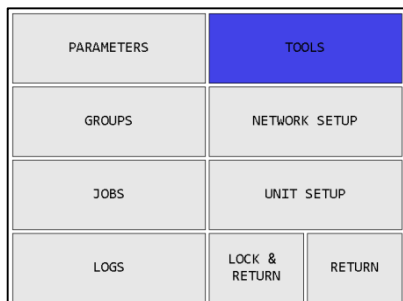 PARAMETERS
TOOLS
GROUPS
NETWORK SETUP
JOBS
UNIT SETUP
LOGS
LOCK &
RETURN
RETURN